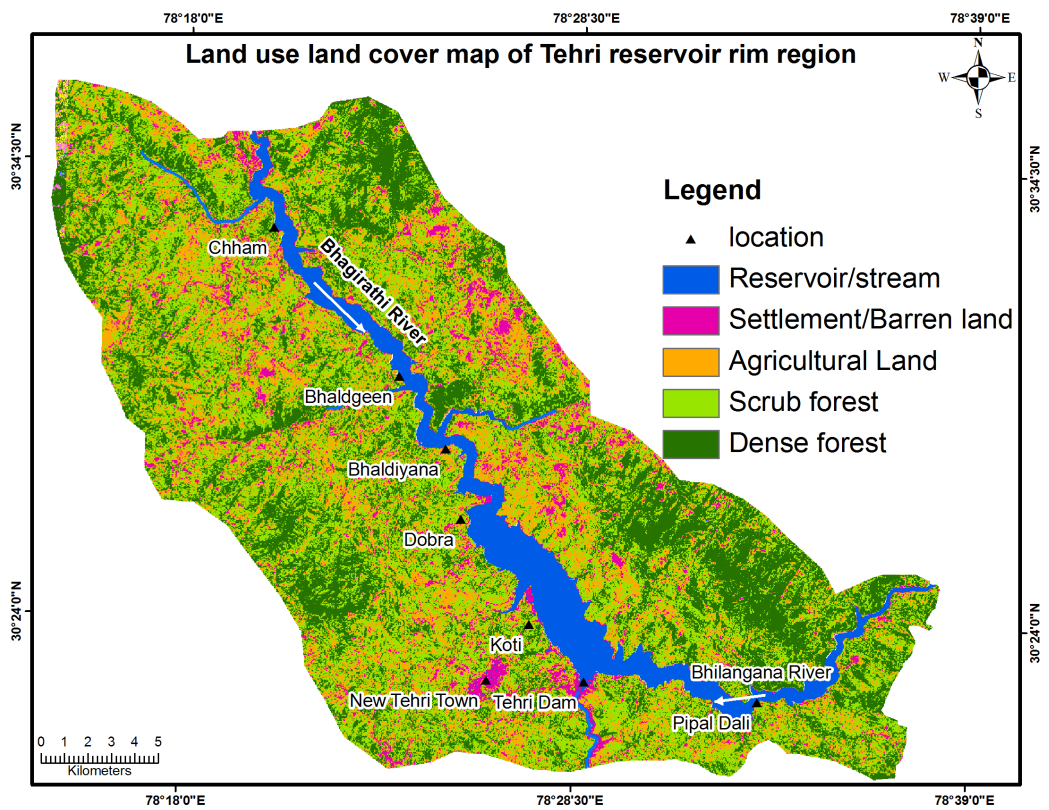 78°18'0"E 78°28'30"E 78°39'0"E
Land use land cover map of Tehri reservoir rim region
N
W E
S
30°34'30"N
30°34'30"N
Legend
location
Reservoir/stream
Settlement/Barren land
Agricultural Land
Scrub forest
Dense forest
Chham
Bhagirathi River
Bhaldgeen
Bhaldiyana
Dobra
Koti
New Tehri Town
Tehri Dam
Bhilangana River
Pipal Dali
30°24'0"N
30°24'0"N
0 1 2 3 4 5
Kilometers
78°18'0"E 78°28'30"E 78°39'0"E